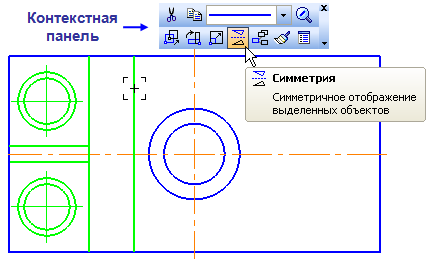 Контекстная
панель
Симметрия
Симметричное отображение
выделенных объектов